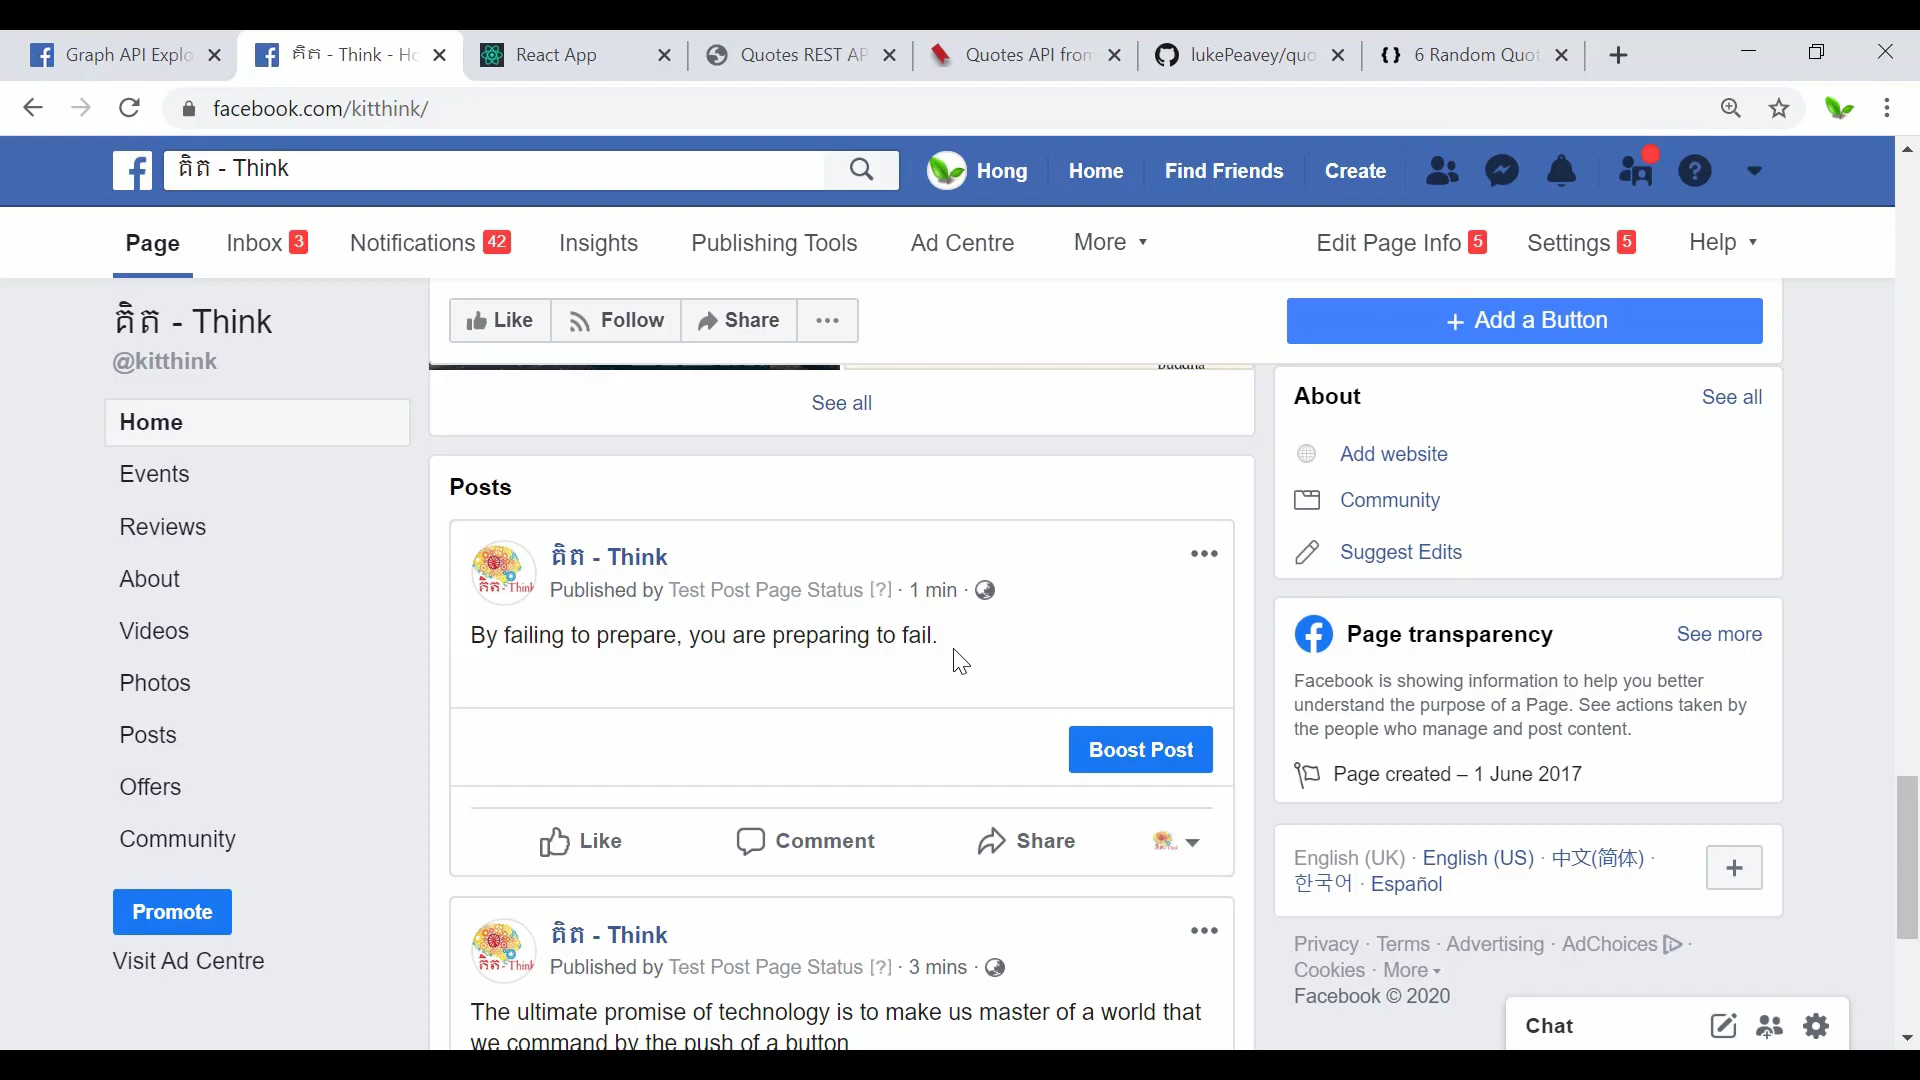 Graph API Explo
គិត - Think - Ho
React App
Quotes REST AP
Quotes API from
lukePeavey/quo
6 Random Quot
facebook.com/kitthink/
គិត - Think
Hong
Home
Find Friends
Create
Page
Inbox 3
Notifications 42
Insights
Publishing Tools
Ad Centre
More
Edit Page Info 5
Settings 5
Help
គិត - Think
@kitthink
Home
Events
Reviews
About
Videos
Photos
Posts
Offers
Community
Promote
Visit Ad Centre
Like
Follow
Share
+ Add a Button
Buddha
See all
Posts
គិត - Think
Published by Test Post Page Status [?] · 1 min ·
By failing to prepare, you are preparing to fail.
Boost Post
Like
Comment
Share
គិត - Think
Published by Test Post Page Status [?] · 3 mins ·
The ultimate promise of technology is to make us master of a world that
we command by the push of a button
About
See all
Add website
Community
Suggest Edits
Page transparency
See more
Facebook is showing information to help you better
understand the purpose of a Page. See actions taken by
the people who manage and post content.
Page created – 1 June 2017
English (UK) · English (US) · 中文(简体) ·
한국어 · Español
Privacy · Terms · Advertising · AdChoices ·
Cookies · More
Facebook © 2020
Chat